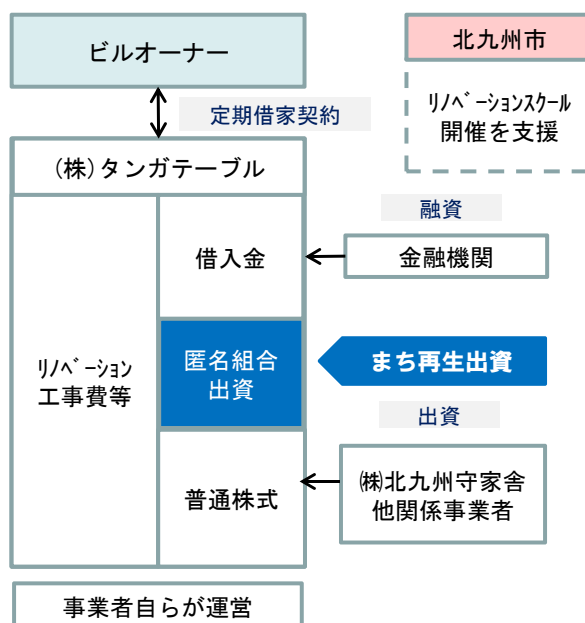 ビルオーナー
北九州市
定期借家契約
ﾘﾉﾍﾞｰｼｮﾝｽｸｰﾙ
開催を支援
(株)タンガテーブル
融資
借入金
金融機関
ﾘﾉﾍﾞｰｼｮﾝ
工事費等
匿名組合
出資
まち再生出資
出資
普通株式
㈱北九州守家舎
他関係事業者
事業者自らが運営